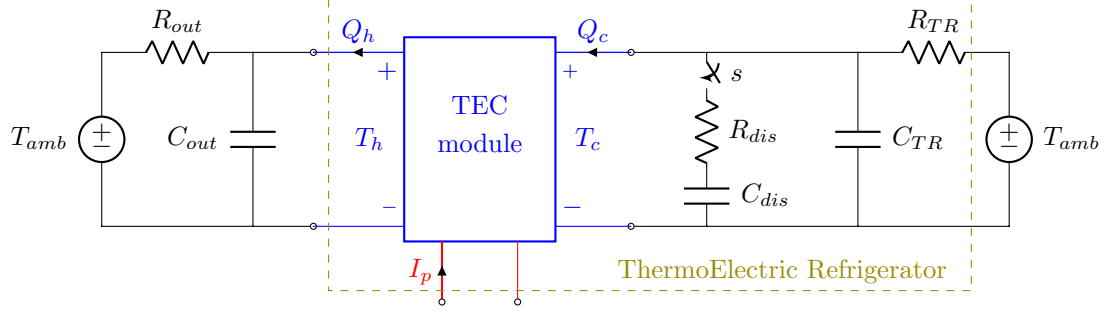 R_out
Q_h
Q_c
R_TR
+
+
s
TEC
module
T_amb
+
−
C_out
T_h
T_c
R_dis
C_TR
+
−
T_amb
C_dis
−
−
I_p
ThermoElectric Refrigerator